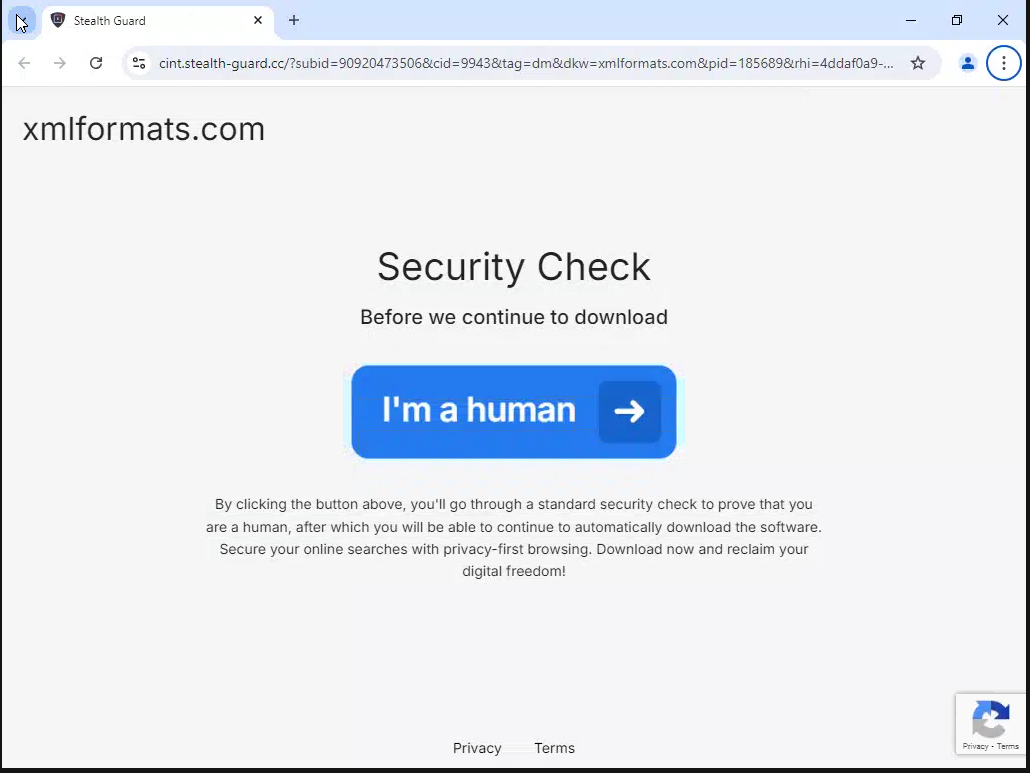 Stealth Guard
cint.stealth-guard.cc/?subid=90920473506&cid=9943&tag=dm&dkw=xmlformats.com&pid=185689&rhi=4ddaf0a9-...
xmlformats.com
Security Check
Before we continue to download
I'm a human
By clicking the button above, you'll go through a standard security check to prove that you
are a human, after which you will be able to continue to automatically download the software.
Secure your online searches with privacy-first browsing. Download now and reclaim your
digital freedom!
Privacy - Terms
Privacy Terms